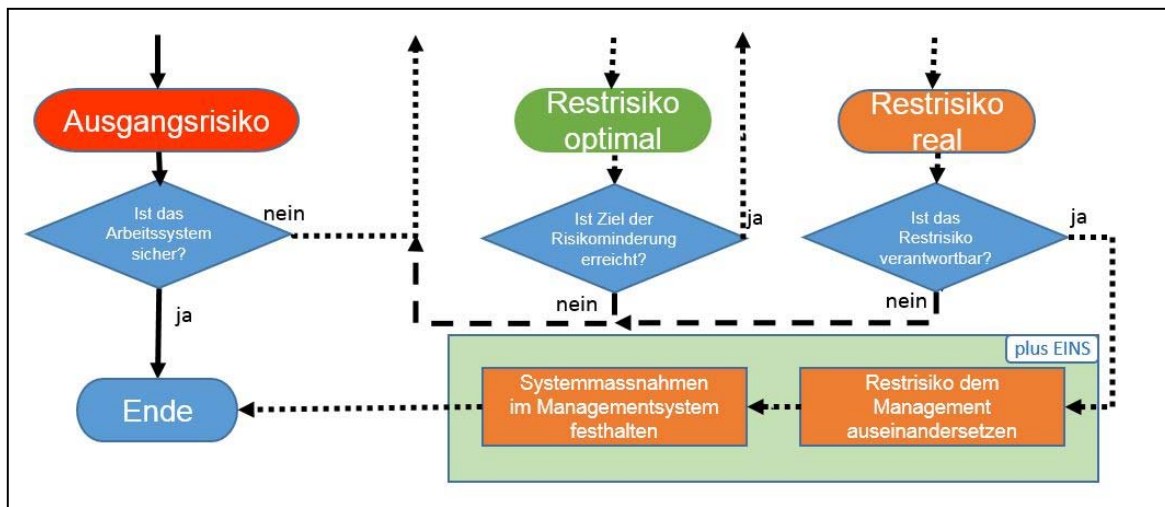 Ausgangsrisiko
Ist das
Arbeitssystem
sicher?
nein
ja
Ende
Restrisiko
optimal
Ist Ziel der
Risikominderung
erreicht?
ja
nein
Restrisiko
real
Ist das
Restrisiko
verantwortbar?
ja
nein
plus EINS
Restrisiko dem
Management
auseinandersetzen
Systemmassnahmen
im Managementsystem
festhalten